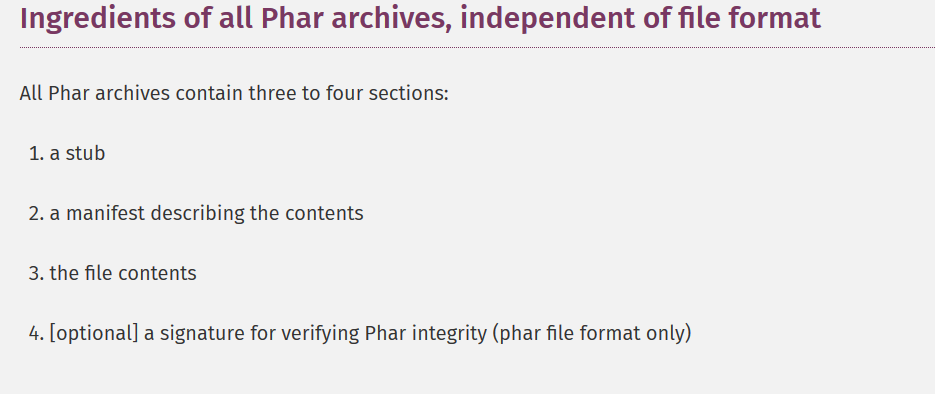 Ingredients of all Phar archives, independent of file format
All Phar archives contain three to four sections:
1. a stub
2. a manifest describing the contents
3. the file contents
4. [optional] a signature for verifying Phar integrity (phar file format only)